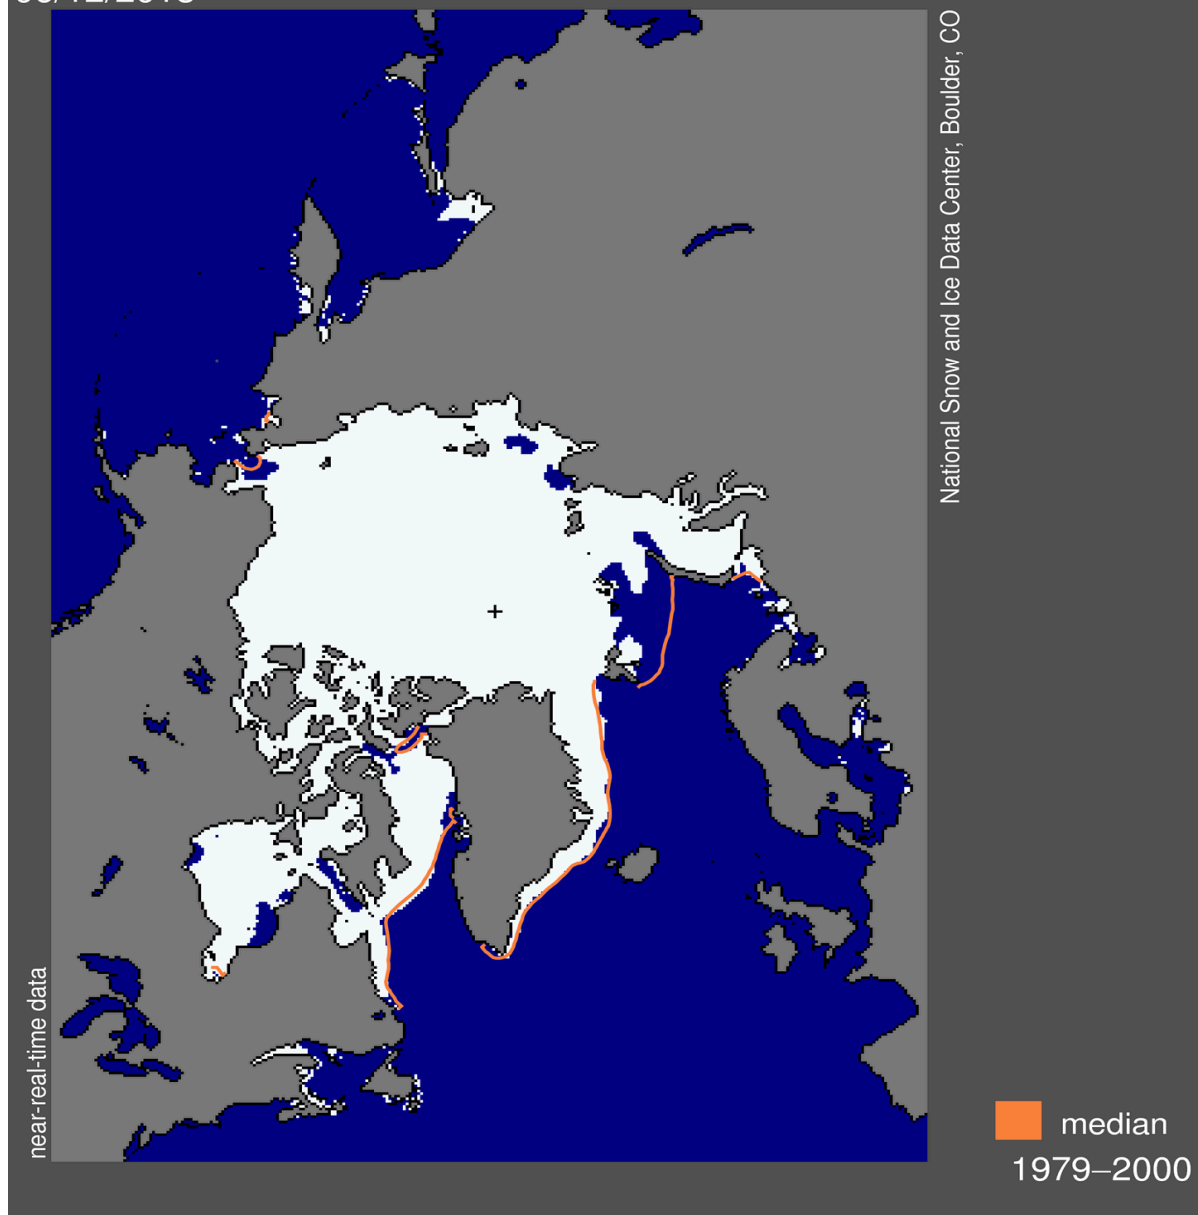 National Snow and Ice Data Center, Boulder, CO
near-real-time data
median
1979–2000